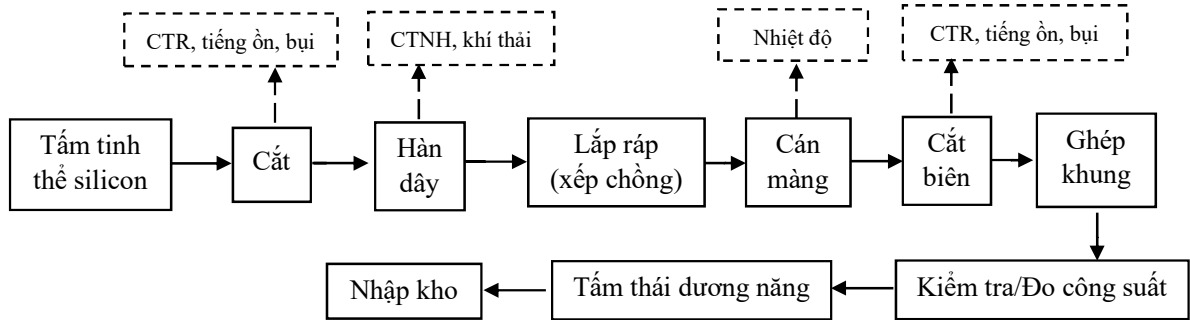 CTR, tiếng ồn, bụi
CTNH, khí thải
Nhiệt độ
CTR, tiếng ồn, bụi
Tấm tinh
thể silicon
Cắt
Hàn
dây
Lắp ráp
(xếp chồng)
Cán
màng
Cắt
biên
Ghép
khung
Nhập kho
Tấm thái dương năng
Kiểm tra/Đo công suất